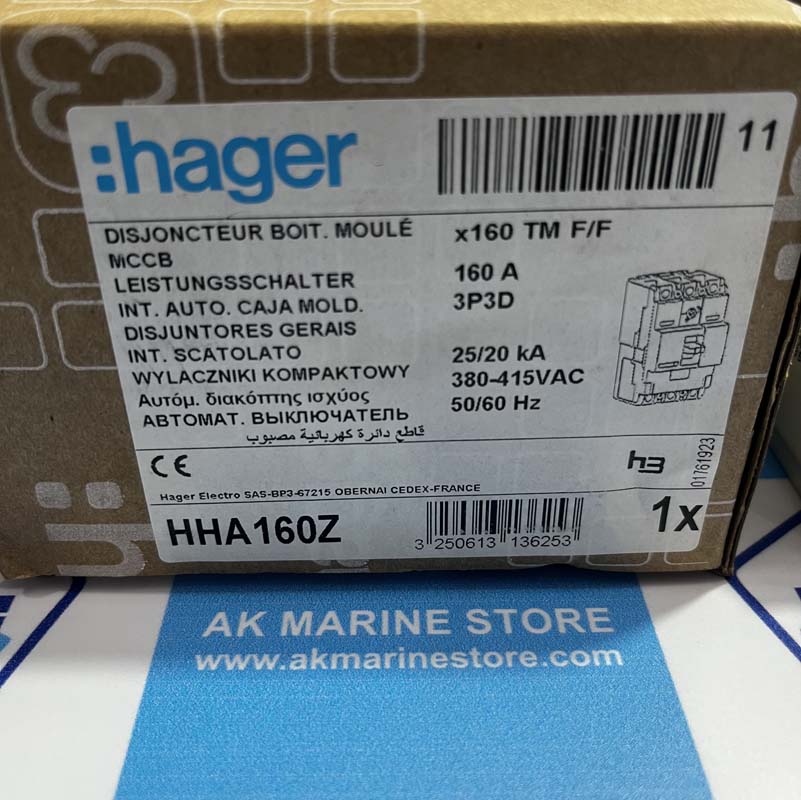 :hager
11
DISJONCTEUR BOIT. MOULÉ
MCCB
LEISTUNGSSCHALTER
INT. AUTO. CAJA MOLD.
DISJUNTORES GERAIS
INT. SCATOLATO
WYLACZNIKI KOMPAKTOWY
Αυτόμ. διακόπτης ισχύος
АВТОМАТ. ВЫКЛЮЧАТЕЛЬ
قاطع دائرة كهربائية مصبوب
x160 TM F/F
160 A
3P3D
25/20 kA
380-415VAC
50/60 Hz
CE
h3
01761923
Hager Electro SAS-BP3-67215 OBERNAI CEDEX-FRANCE
HHA160Z
3 250613 136253
1x
AK MARINE STORE
www.akmarinestore.com